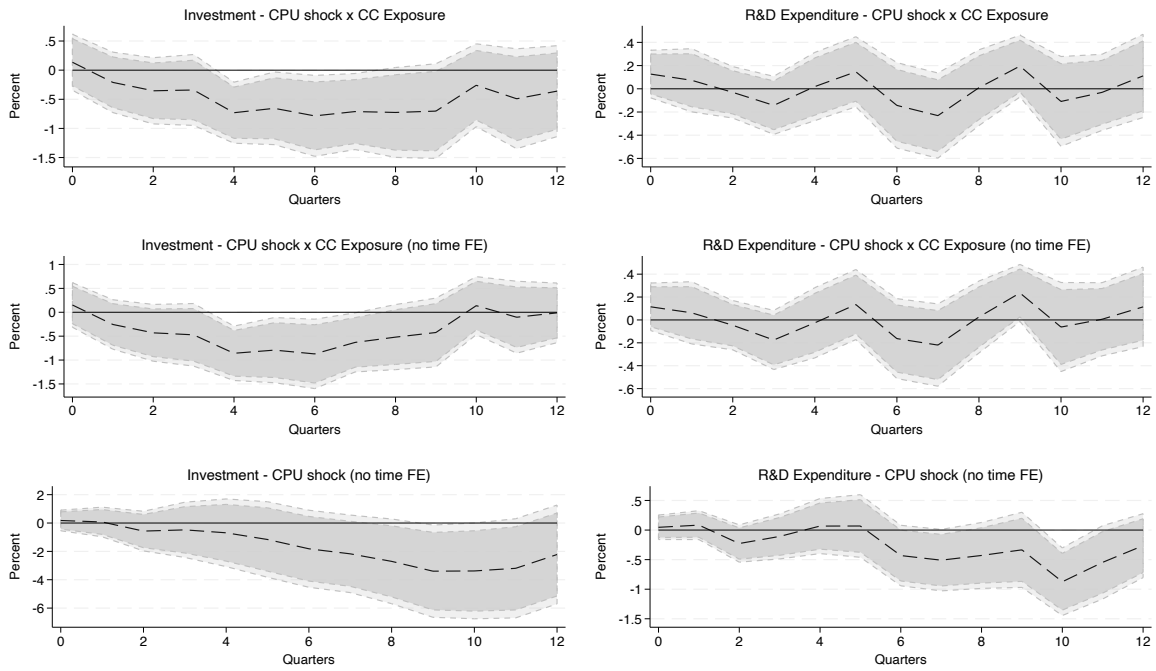 Investment - CPU shock x CC Exposure
Percent
.5
0
-.5
-1
-1.5
0 2 4 6 8 10 12
Quarters
R&D Expenditure - CPU shock x CC Exposure
Percent
.4
.2
0
-.2
-.4
-.6
0 2 4 6 8 10 12
Quarters
Investment - CPU shock x CC Exposure (no time FE)
Percent
1
.5
0
-.5
-1
-1.5
0 2 4 6 8 10 12
Quarters
R&D Expenditure - CPU shock x CC Exposure (no time FE)
Percent
.4
.2
0
-.2
-.4
-.6
0 2 4 6 8 10 12
Quarters
Investment - CPU shock (no time FE)
Percent
2
0
-2
-4
-6
0 2 4 6 8 10 12
Quarters
R&D Expenditure - CPU shock (no time FE)
Percent
.5
0
-.5
-1
-1.5
0 2 4 6 8 10 12
Quarters